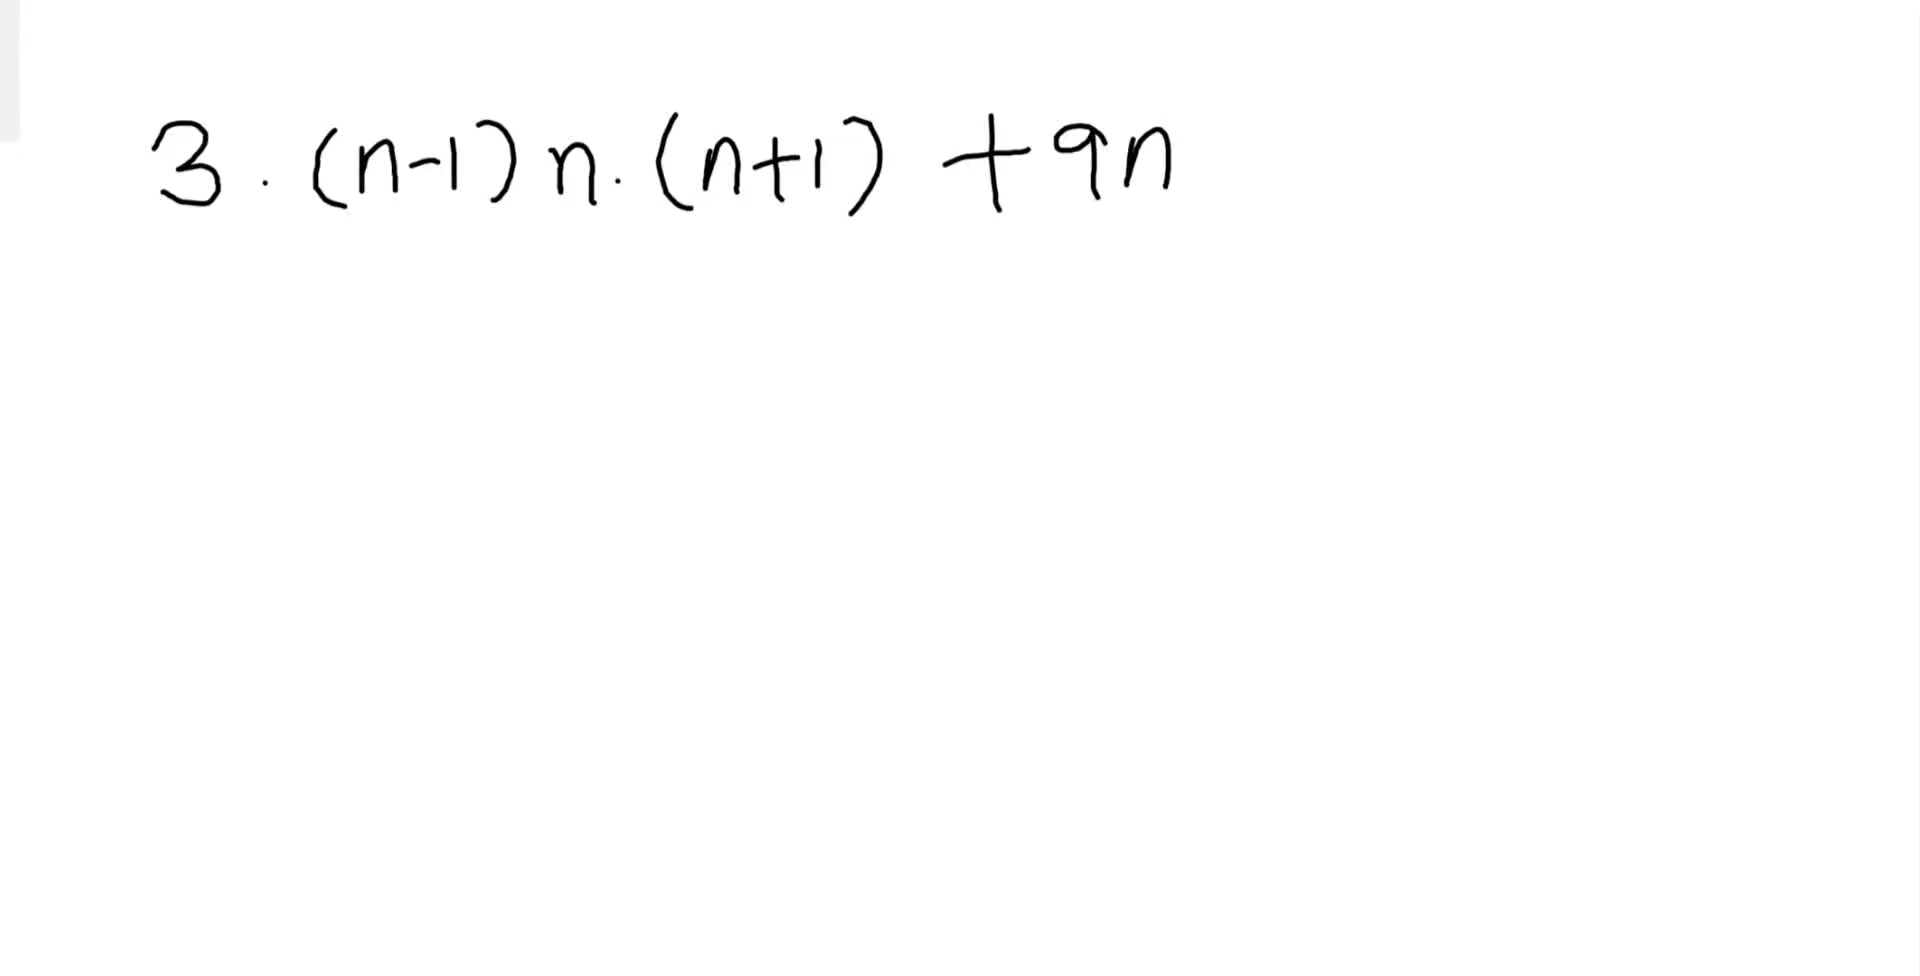 3 . (n-1) n . (n+1) + 9n